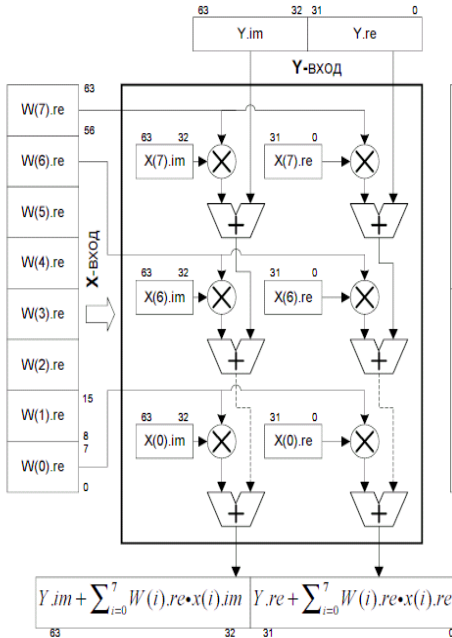 63 32 31 0
Y.im Y.re
Y-вход
63
W(7).re
56
W(6).re
W(5).re
W(4).re
W(3).re
W(2).re
15
W(1).re
8
7
W(0).re
0
X-вход
63 32 31 0
X(7).im X(7).re
+ +
63 32 31 0
X(6).im X(6).re
+ +
63 32 31 0
X(0).im X(0).re
+ +
Y.im + ∑_{i=0}^{7} W(i).re•x(i).im Y.re + ∑_{i=0}^{7} W(i).re•x(i).re
63 32 31 0